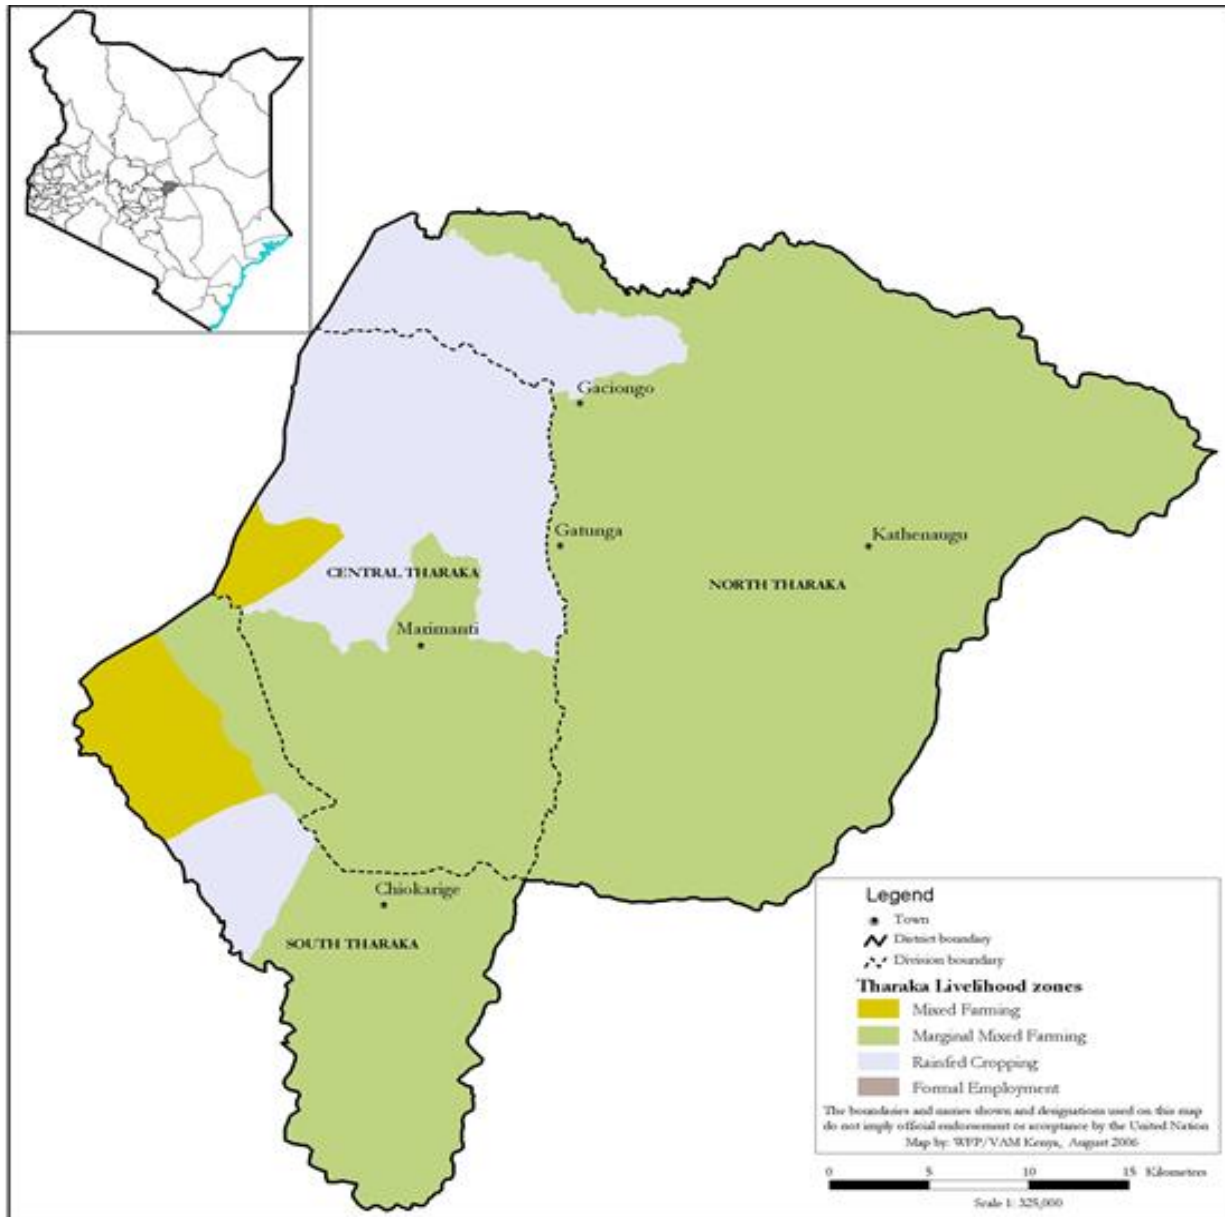 Gaciongo
Gatunga
Kathenaugu
CENTRAL THARAKA
NORTH THARAKA
Marimanti
Chiokarige
SOUTH THARAKA
Legend
Town
District boundary
Division boundary
Tharaka Livelihood zones
Mixed Farming
Marginal Mixed Farming
Rainfed Cropping
Formal Employment
The boundaries and names shown and designations used on this map
do not imply official endorsement or acceptance by the United Nation
Map by: WFP/VAM Kenya, August 2006
0 5 10 15 Kilometers
Scale 1: 325,000